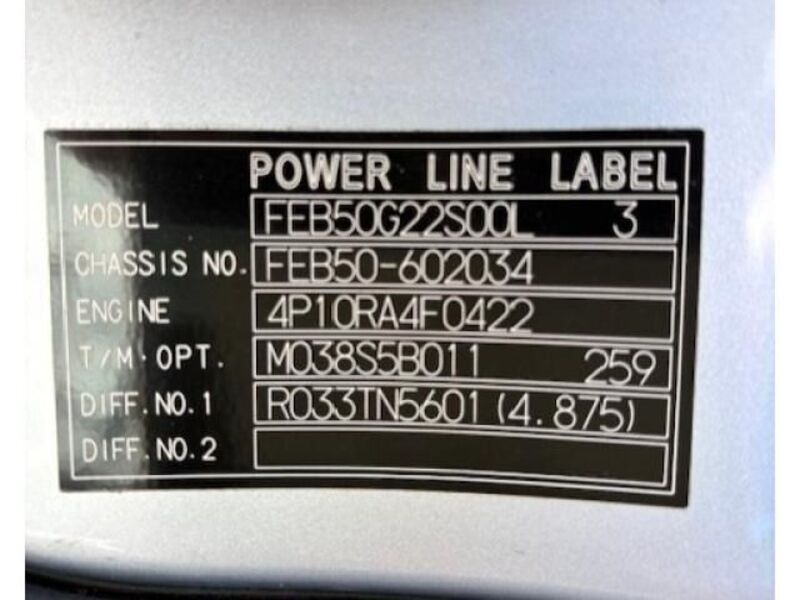 POWER LINE LABEL
MODEL FEB50G22S00L 3
CHASSIS NO. FEB50-602034
ENGINE 4P10RA4F0422
T/M·OPT. M038S5B011 259
DIFF.NO.1 R033TN5601(4.875)
DIFF.NO.2